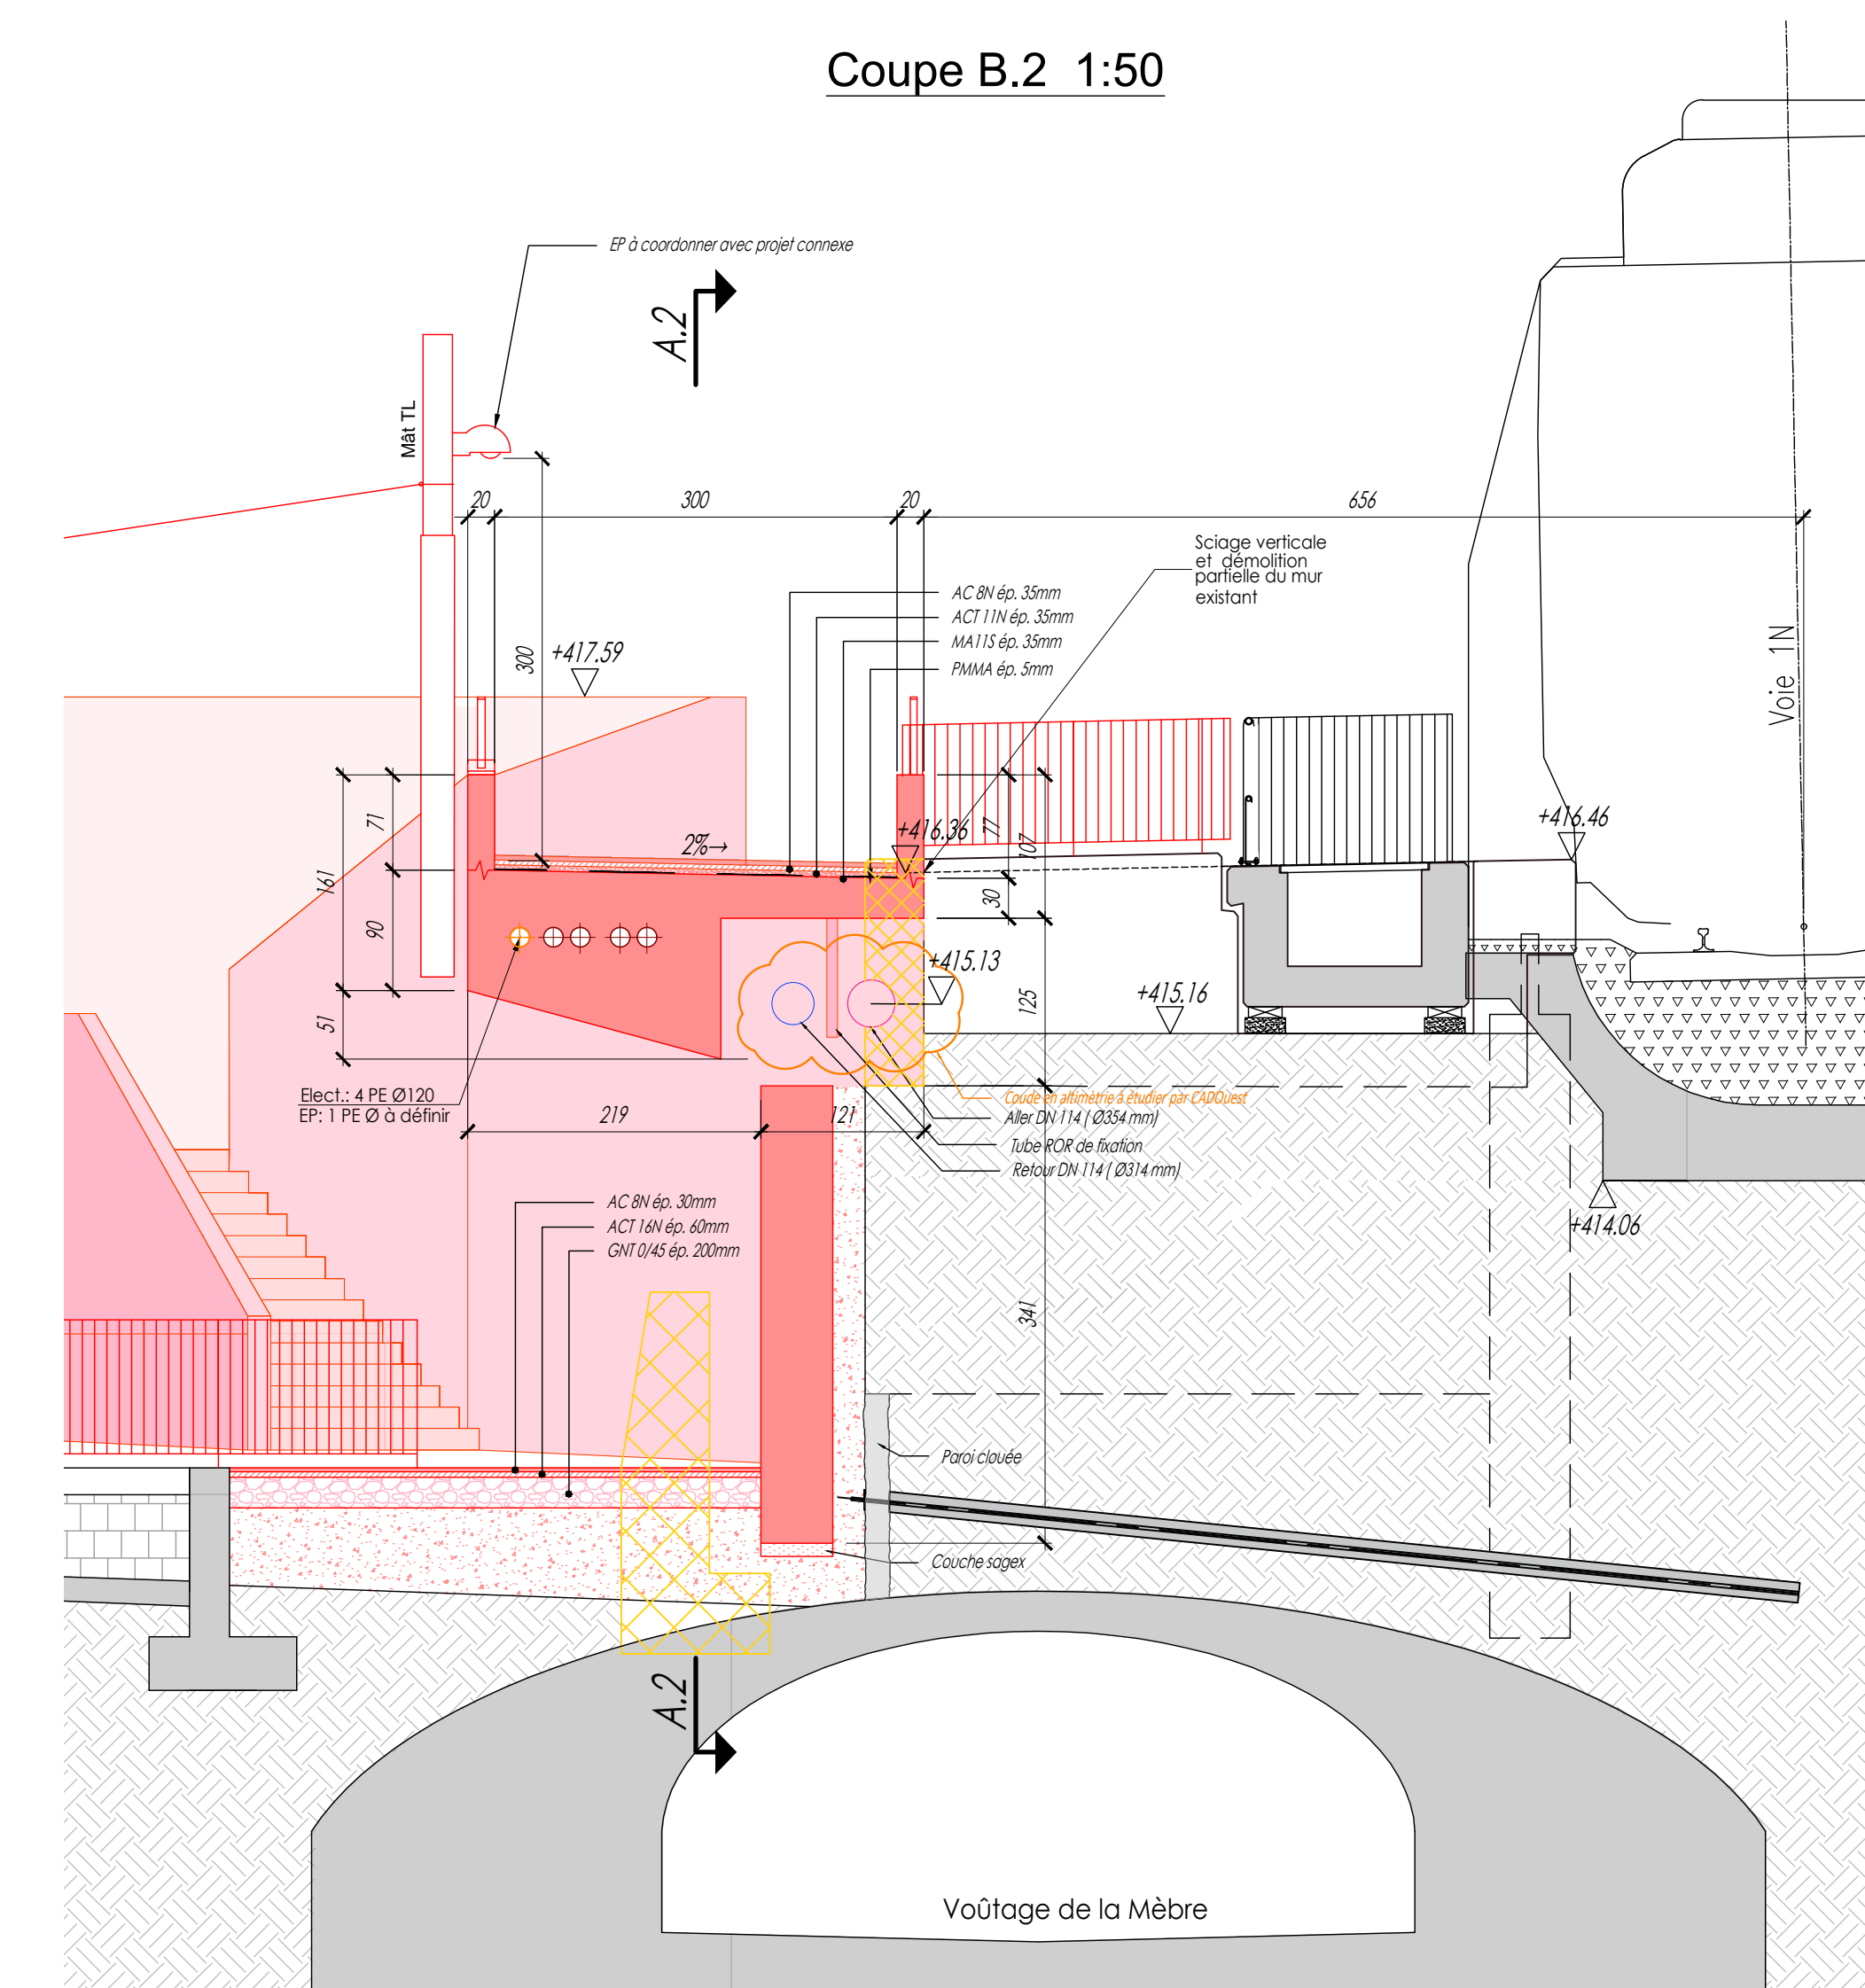 Coupe B.2 1:50
EP à coordonner avec projet connexe
A.2
Mât TL
20
300
20
656
Sciage verticale
et démolition
partielle du mur
existant
AC 8N ép. 35mm
ACT 11N ép. 35mm
MA11S ép. 35mm
PMMA ép. 5mm
300
+417.59
Voie 1N
71
161
90
51
2%→
+416.36
77
107
30
+416.46
+415.13
125
+415.16
Elect.: 4 PE Ø120
EP: 1 PE Ø à définir
219
121
Coude en altimétrie à étudier par CADOuest
Aller DN 114 ( Ø354 mm)
Tube ROR de fixation
Retour DN 114 ( Ø314 mm)
AC 8N ép. 30mm
ACT 16N ép. 60mm
GNT 0/45 ép. 200mm
+414.06
341
Paroi clouée
Couche sagex
A.2
Voûtage de la Mèbre